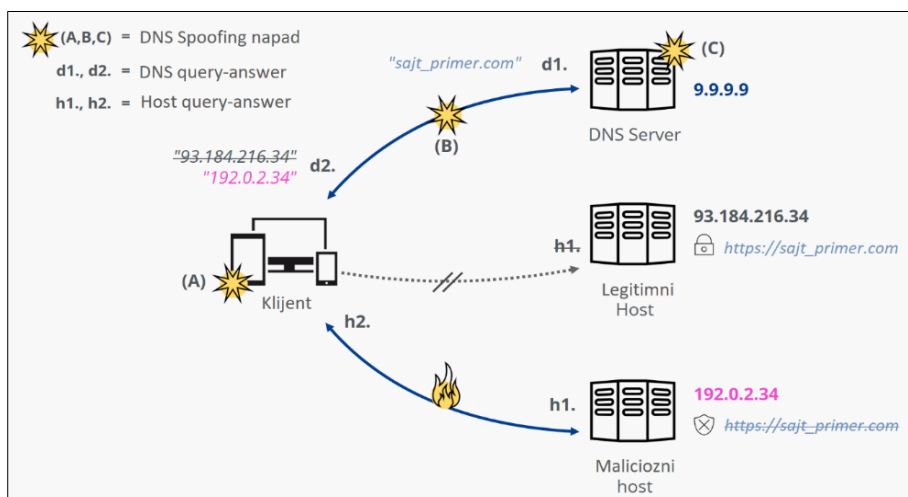 (A,B,C) = DNS Spoofing napad
d1., d2. = DNS query-answer
h1., h2. = Host query-answer
"sajt_primer.com"
d1.
(C)
9.9.9.9
DNS Server
(B)
"93.184.216.34"
"192.0.2.34"
d2.
(A)
Klijent
h1.
93.184.216.34
https://sajt_primer.com
Legitimni
Host
h2.
h1.
192.0.2.34
https://sajt_primer.com
Maliciozni
host